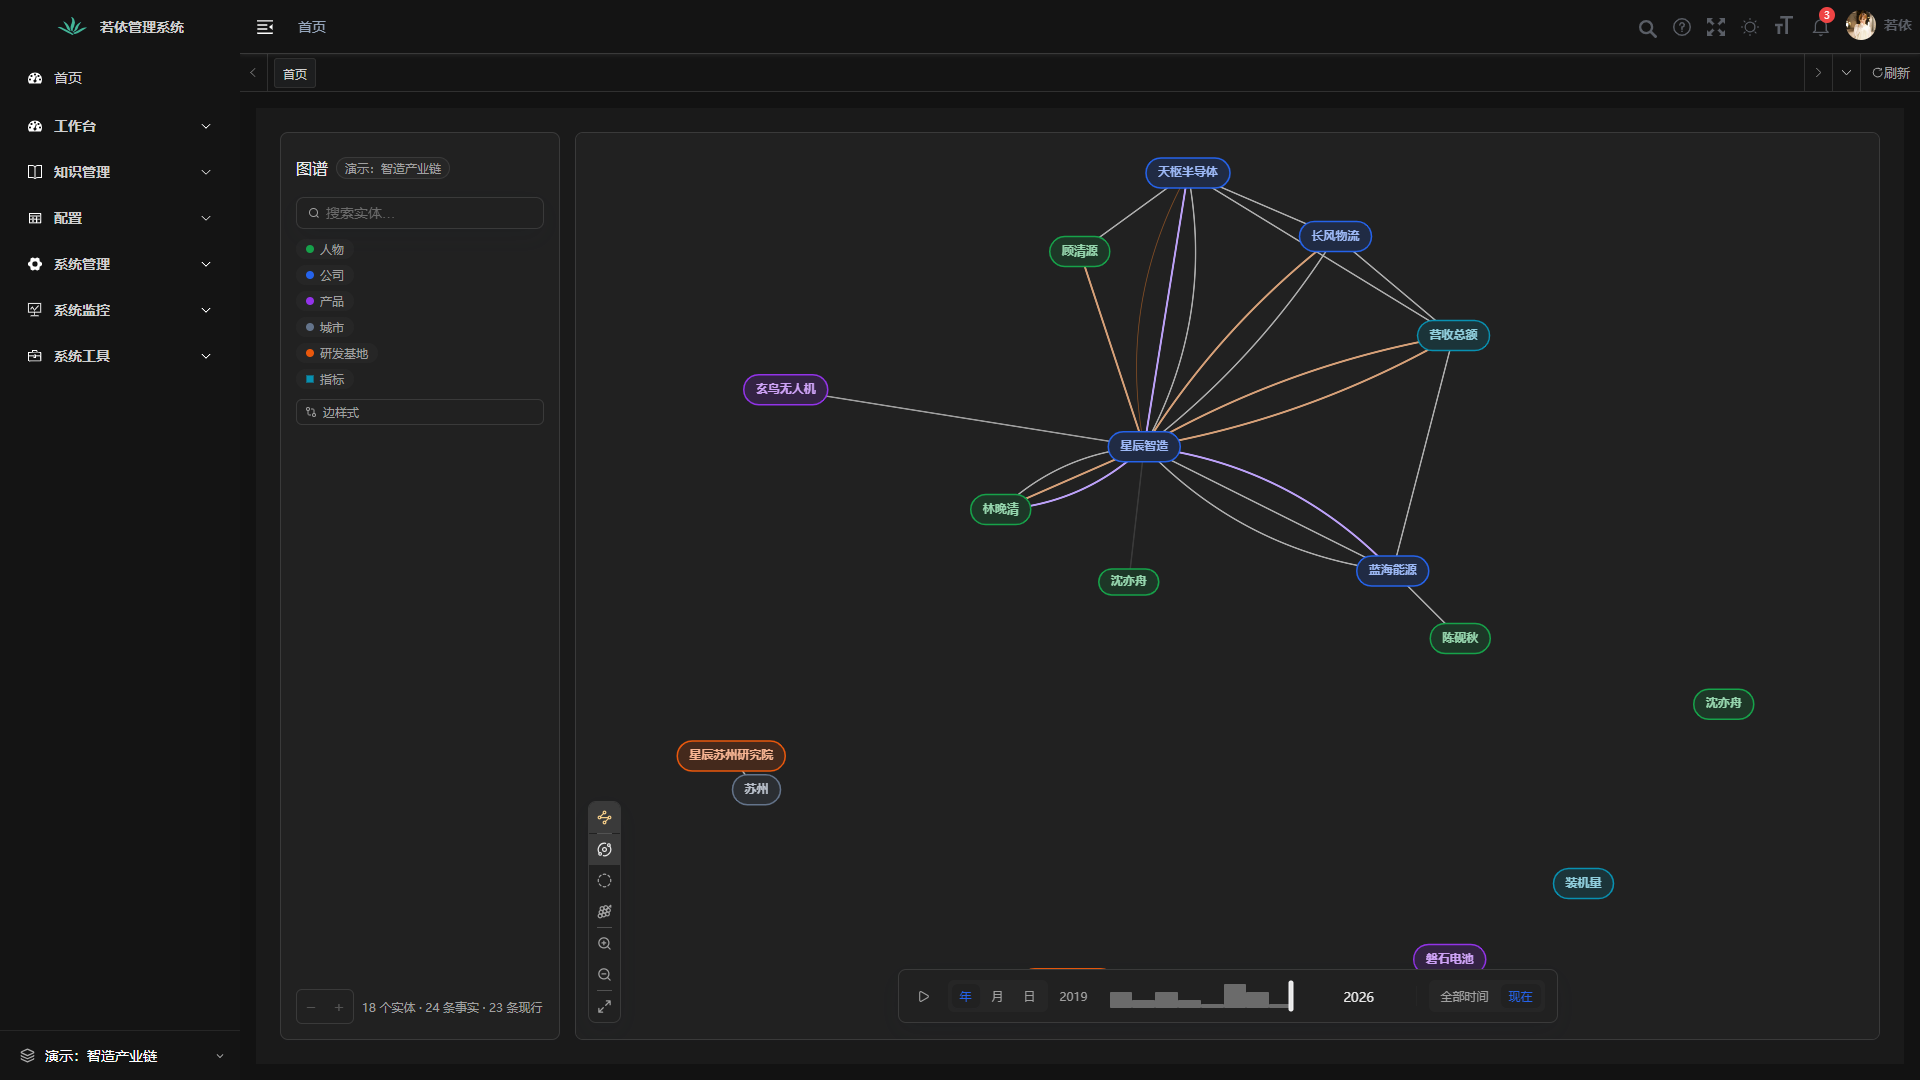 若依管理系统
首页
3
若依
首页
工作台
知识管理
配置
系统管理
系统监控
系统工具
首页
刷新
图谱
演示：智造产业链
搜索实体...
人物
公司
产品
城市
研发基地
指标
边样式
天枢半导体
长风物流
顾清源
营收总额
玄鸟无人机
星辰智造
林晚清
沈亦舟
蓝海能源
陈砚秋
沈亦舟
星辰苏州研究院
苏州
装机量
磐石电池
18 个实体 · 24 条事实 · 23 条现行
年
月
日
2019
2026
全部时间
现在
演示：智造产业链